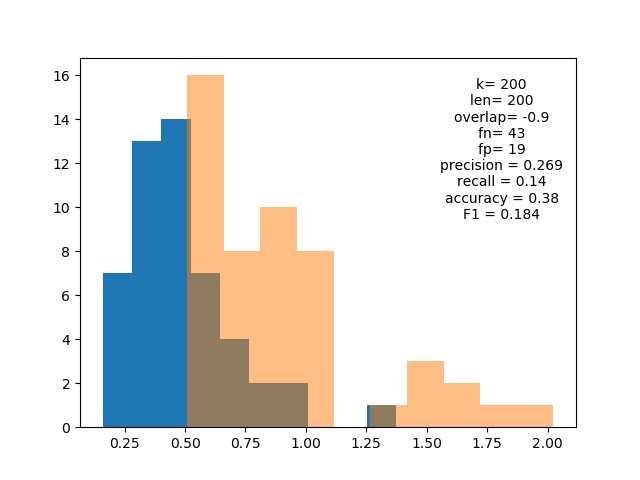 k= 200
len= 200
overlap= -0.9
fn= 43
fp= 19
precision = 0.269
recall = 0.14
accuracy = 0.38
F1 = 0.184
16
14
12
10
8
6
4
2
0
0.25 0.50 0.75 1.00 1.25 1.50 1.75 2.00